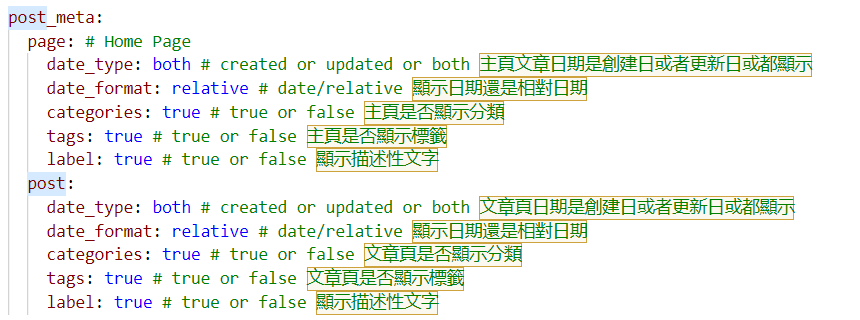 post_meta:
page: # Home Page
date_type: both # created or updated or both 主頁文章日期是創建日或者更新日或都顯示
date_format: relative # date/relative 顯示日期還是相對日期
categories: true # true or false 主頁是否顯示分類
tags: true # true or false 主頁是否顯示標籤
label: true # true or false 顯示描述性文字
post:
date_type: both # created or updated or both 文章頁日期是創建日或者更新日或都顯示
date_format: relative # date/relative 顯示日期還是相對日期
categories: true # true or false 文章頁是否顯示分類
tags: true # true or false 文章頁是否顯示標籤
label: true # true or false 顯示描述性文字